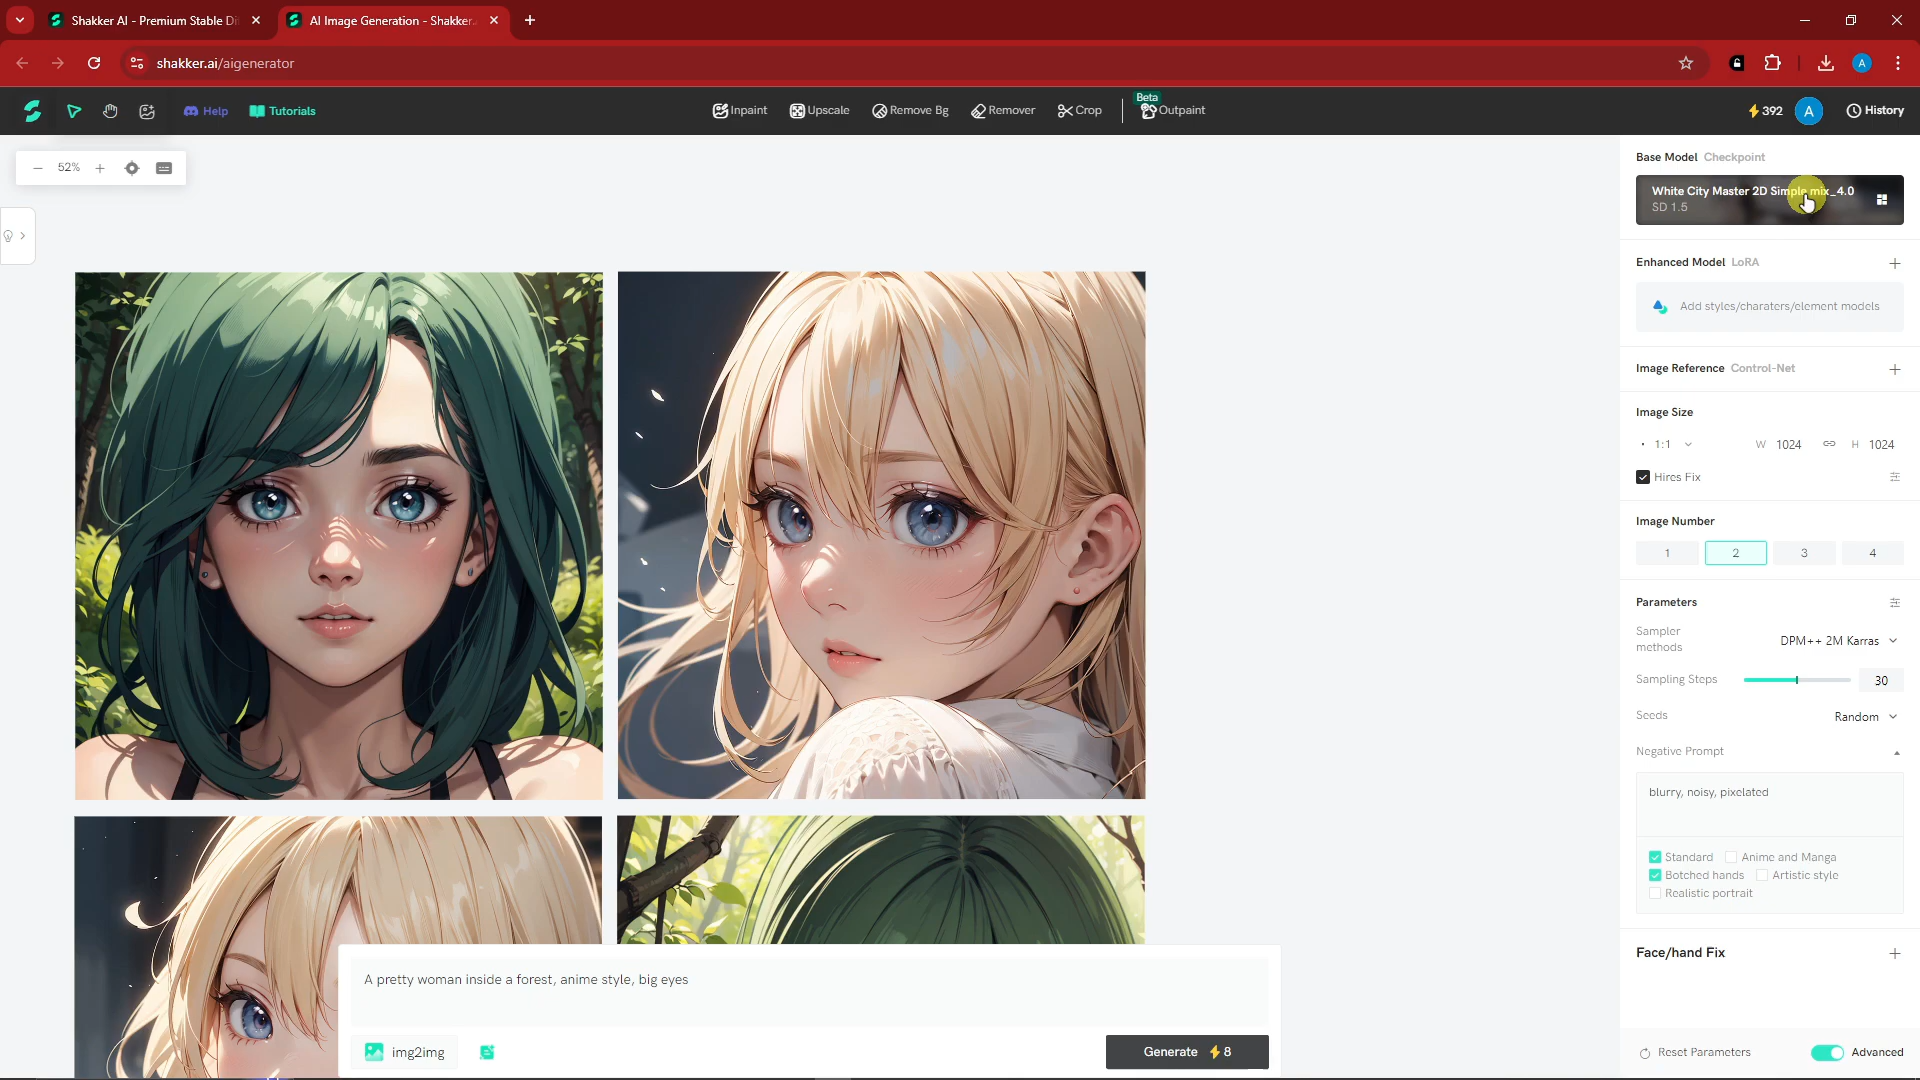 Shakker AI - Premium Stable Di
AI Image Generation - Shakker.
shakker.ai/aigenerator
A
Help
Tutorials
Inpaint
Upscale
Remove Bg
Remover
Crop
Beta
Outpaint
392
A
History
52%
Base Model Checkpoint
White City Master 2D Simple mix_4.0
SD 1.5
Enhanced Model LoRA
Add styles/charaters/element models
Image Reference Control-Net
Image Size
1:1
W 1024
H 1024
Hires Fix
Image Number
1 2 3 4
Parameters
Sampler
methods
DPM++ 2M Karras
Sampling Steps
30
Seeds
Random
Negative Prompt
blurry, noisy, pixelated
Standard Anime and Manga
Botched hands Artistic style
Realistic portrait
Face/hand Fix
A pretty woman inside a forest, anime style, big eyes
img2img
Generate 8
Reset Parameters
Advanced